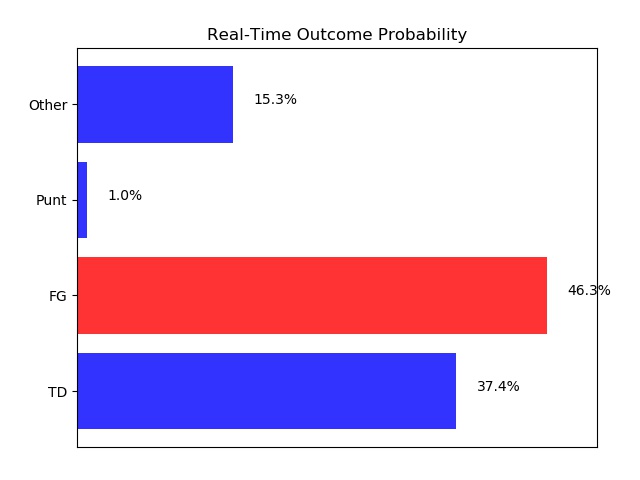 Real-Time Outcome Probability
Other
15.3%
Punt
1.0%
FG
46.3%
TD
37.4%